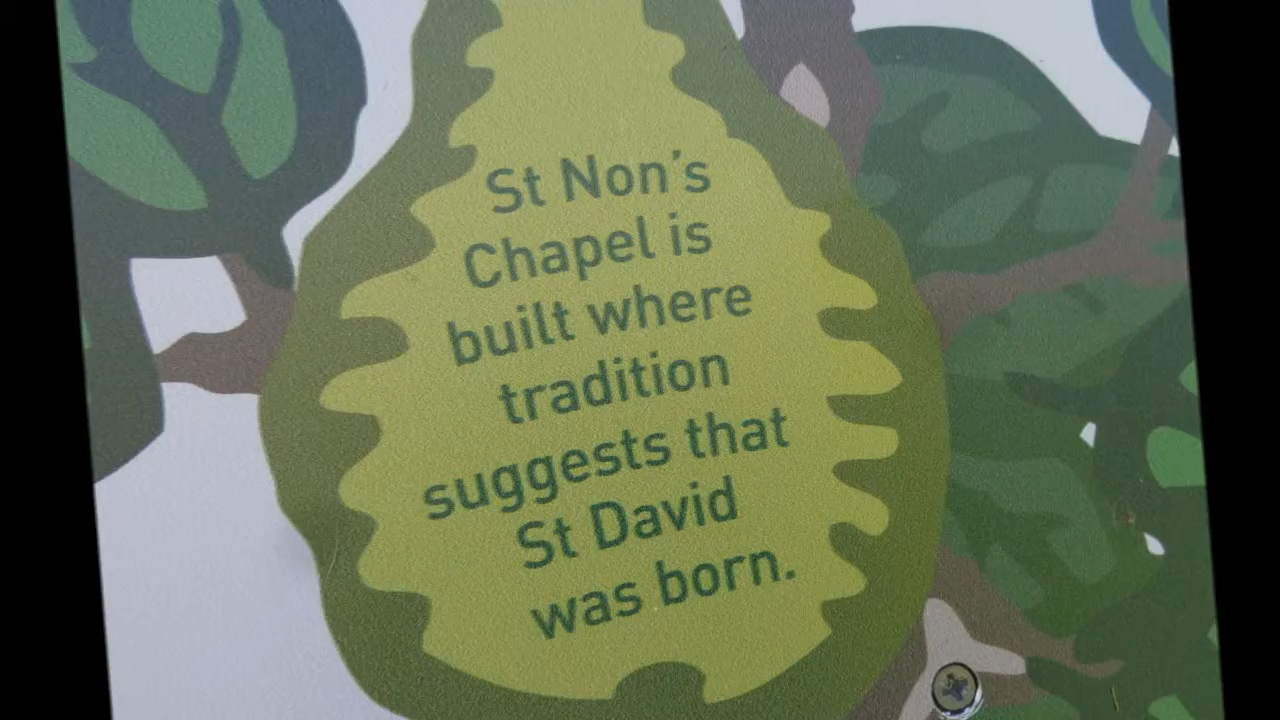 St Non's
Chapel is
built where
tradition
suggests that
St David
was born.